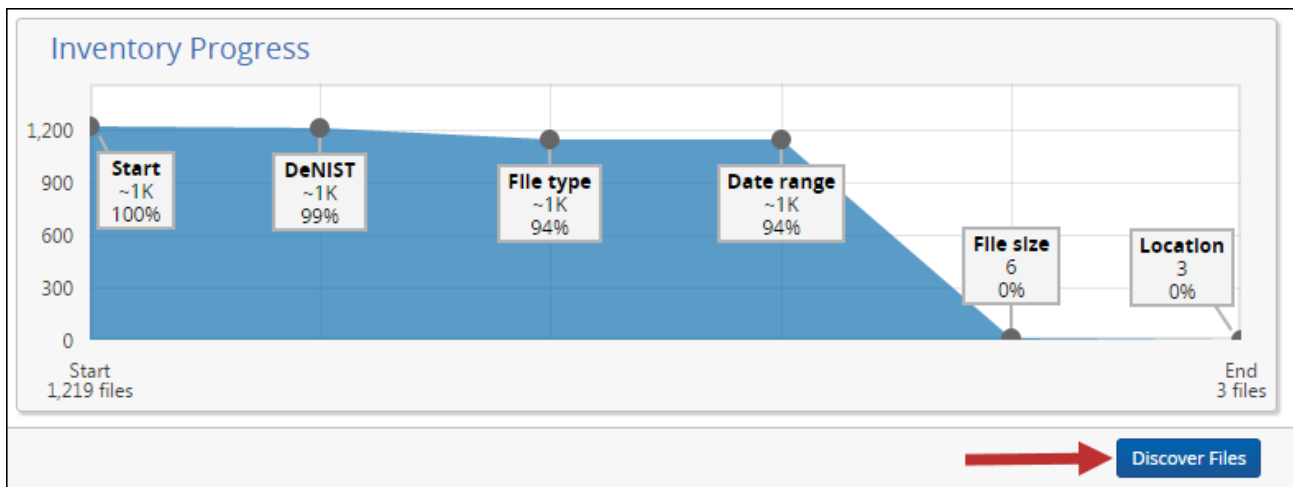 Inventory Progress
1,200
900
600
300
0
Start
~1K
100%
DeNIST
~1K
99%
File type
~1K
94%
Date range
~1K
94%
File size
6
0%
Location
3
0%
Start
1,219 files
End
3 files
Discover Files